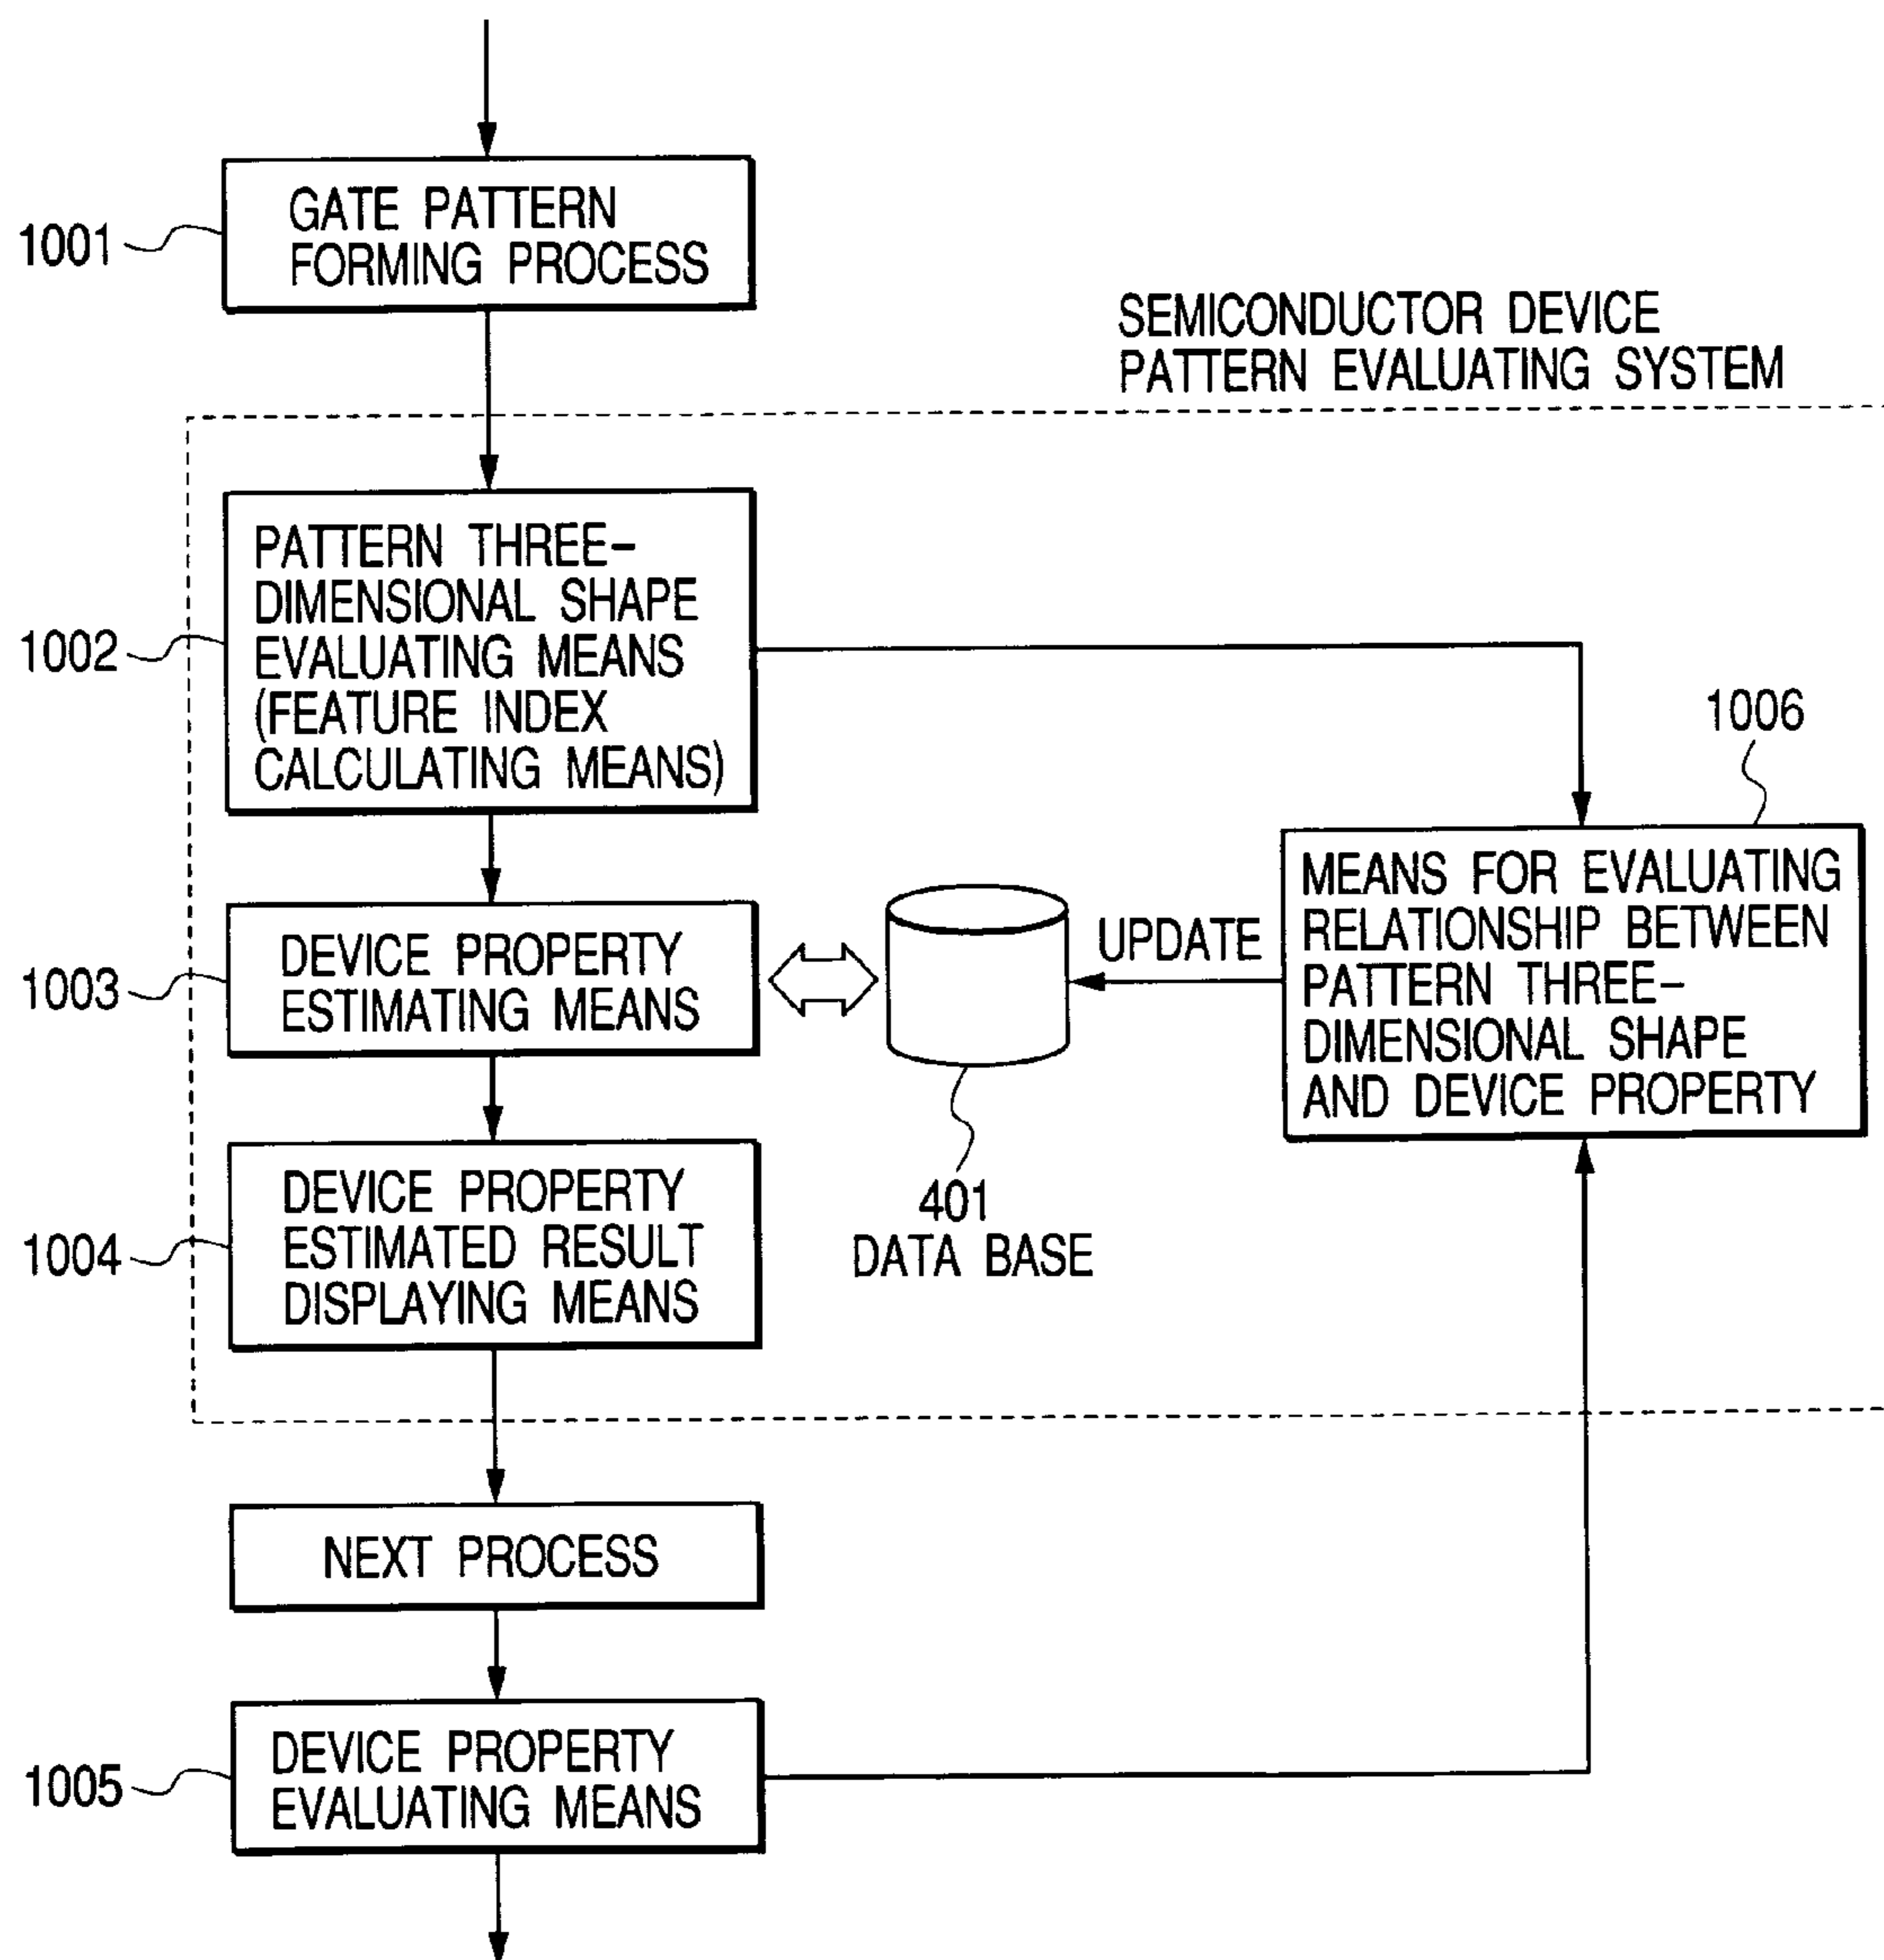 1001
GATE PATTERN
FORMING PROCESS
SEMICONDUCTOR DEVICE
PATTERN EVALUATING SYSTEM
1002
PATTERN THREE-
DIMENSIONAL SHAPE
EVALUATING MEANS
(FEATURE INDEX
CALCULATING MEANS)
1006
MEANS FOR EVALUATING
RELATIONSHIP BETWEEN
PATTERN THREE-
DIMENSIONAL SHAPE
AND DEVICE PROPERTY
1003
DEVICE PROPERTY
ESTIMATING MEANS
UPDATE
401
DATA BASE
1004
DEVICE PROPERTY
ESTIMATED RESULT
DISPLAYING MEANS
NEXT PROCESS
1005
DEVICE PROPERTY
EVALUATING MEANS